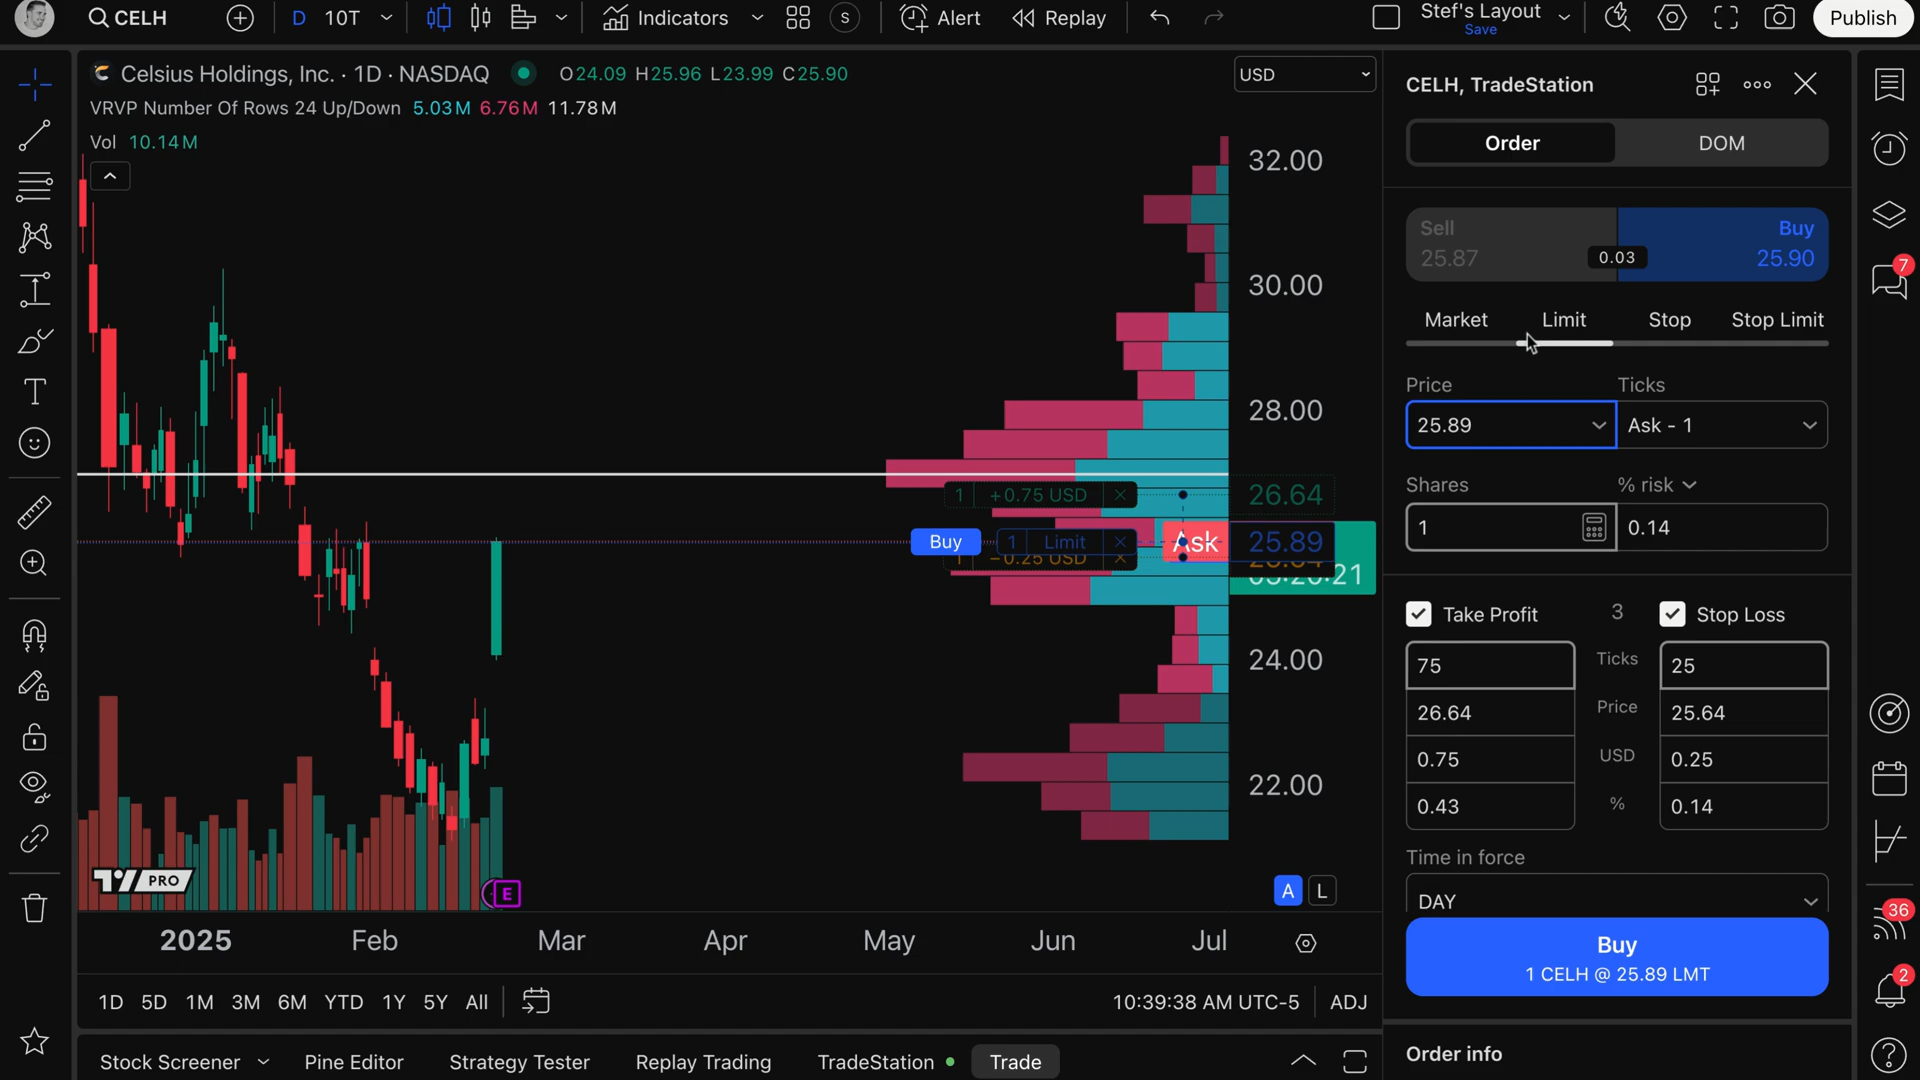 CELH
D
10T
Indicators
S
Alert
Replay
Stef's Layout
Save
Publish
Celsius Holdings, Inc. · 1D · NASDAQ
O24.09 H25.96 L23.99 C25.90
USD
VRVP Number Of Rows 24 Up/Down 5.03M 6.76M 11.78M
Vol 10.14M
32.00
30.00
28.00
1 +0.75 USD
26.64
Buy
1 Limit
Ask
25.89
1 −0.25 USD
24.00
22.00
PRO
E
A
L
2025
Feb
Mar
Apr
May
Jun
Jul
1D
5D
1M
3M
6M
YTD
1Y
5Y
All
10:39:38 AM UTC-5
ADJ
Stock Screener
Pine Editor
Strategy Tester
Replay Trading
TradeStation
Trade
CELH, TradeStation
Order
DOM
Sell
25.87
0.03
Buy
25.90
Market
Limit
Stop
Stop Limit
Price
Ticks
25.89
Ask - 1
Shares
% risk
1
0.14
Take Profit
3
Stop Loss
75
Ticks
25
26.64
Price
25.64
0.75
USD
0.25
0.43
%
0.14
Time in force
DAY
Buy
1 CELH @ 25.89 LMT
Order info
7
36
2